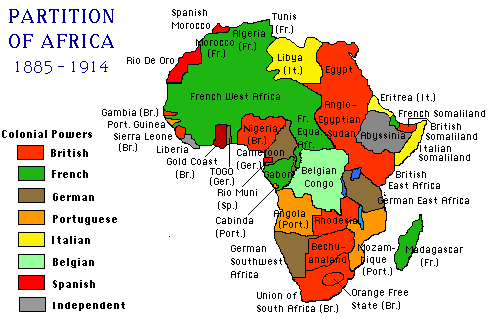 PARTITION
OF AFRICA
1885 - 1914
Spanish
Morocco
Tunis
(Fr.)
Morocco
(Fr.)
Algeria
(Fr.)
Rio De Oro
Libya
(It.)
Egypt
French West Africa
Anglo-
Egyptian
Sudan
Eritrea (It.)
French Somaliland
British
Somaliland
Italian
Somaliland
Abyssinia
Gambia (Br.)
Port. Guinea
Sierra Leone
(Br.)
Liberia
Gold Coast
(Br.)
TOGO
(Ger.)
Nigeria
(Br.)
Cameroon
(Ger.)
Fr.
Equa.
Afr.
Rio Muni
(Sp.)
Gabon
Cabinda
(Port.)
Belgian
Congo
British
East Africa
German East Africa
Angola
(Port.)
Rhodesia
German
Southwest
Africa
Bech-
uanaland
Mozam-
bique
(Port.)
Madagascar
(Fr.)
Union of
South Africa (Br.)
Orange Free
State (Br.)
Colonial Powers
British
French
German
Portuguese
Italian
Belgian
Spanish
Independent